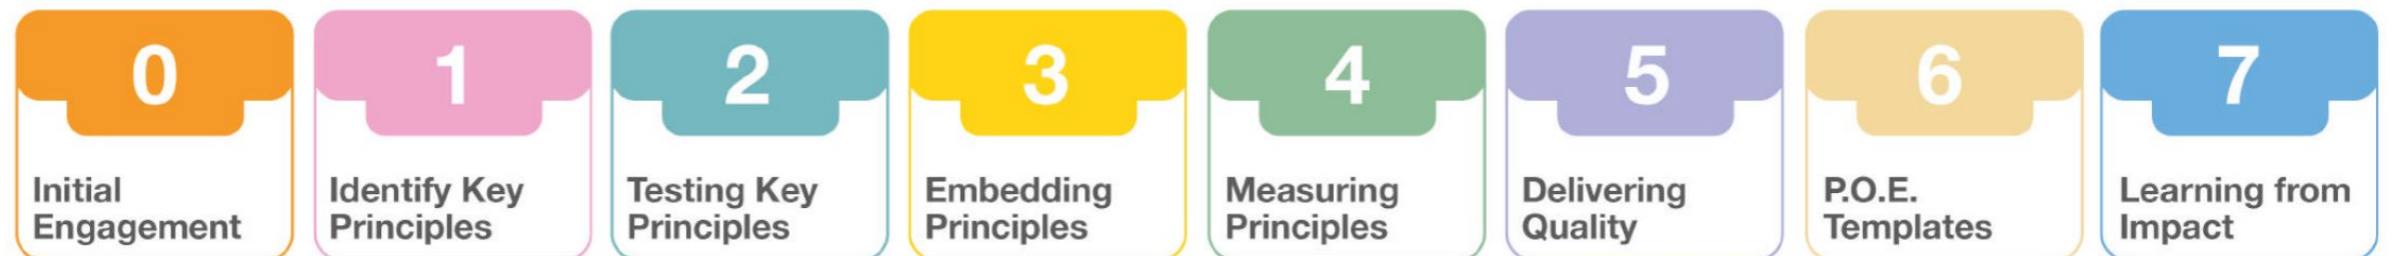 0
Initial
Engagement
1
Identify Key
Principles
2
Testing Key
Principles
3
Embedding
Principles
4
Measuring
Principles
5
Delivering
Quality
6
P.O.E.
Templates
7
Learning from
Impact